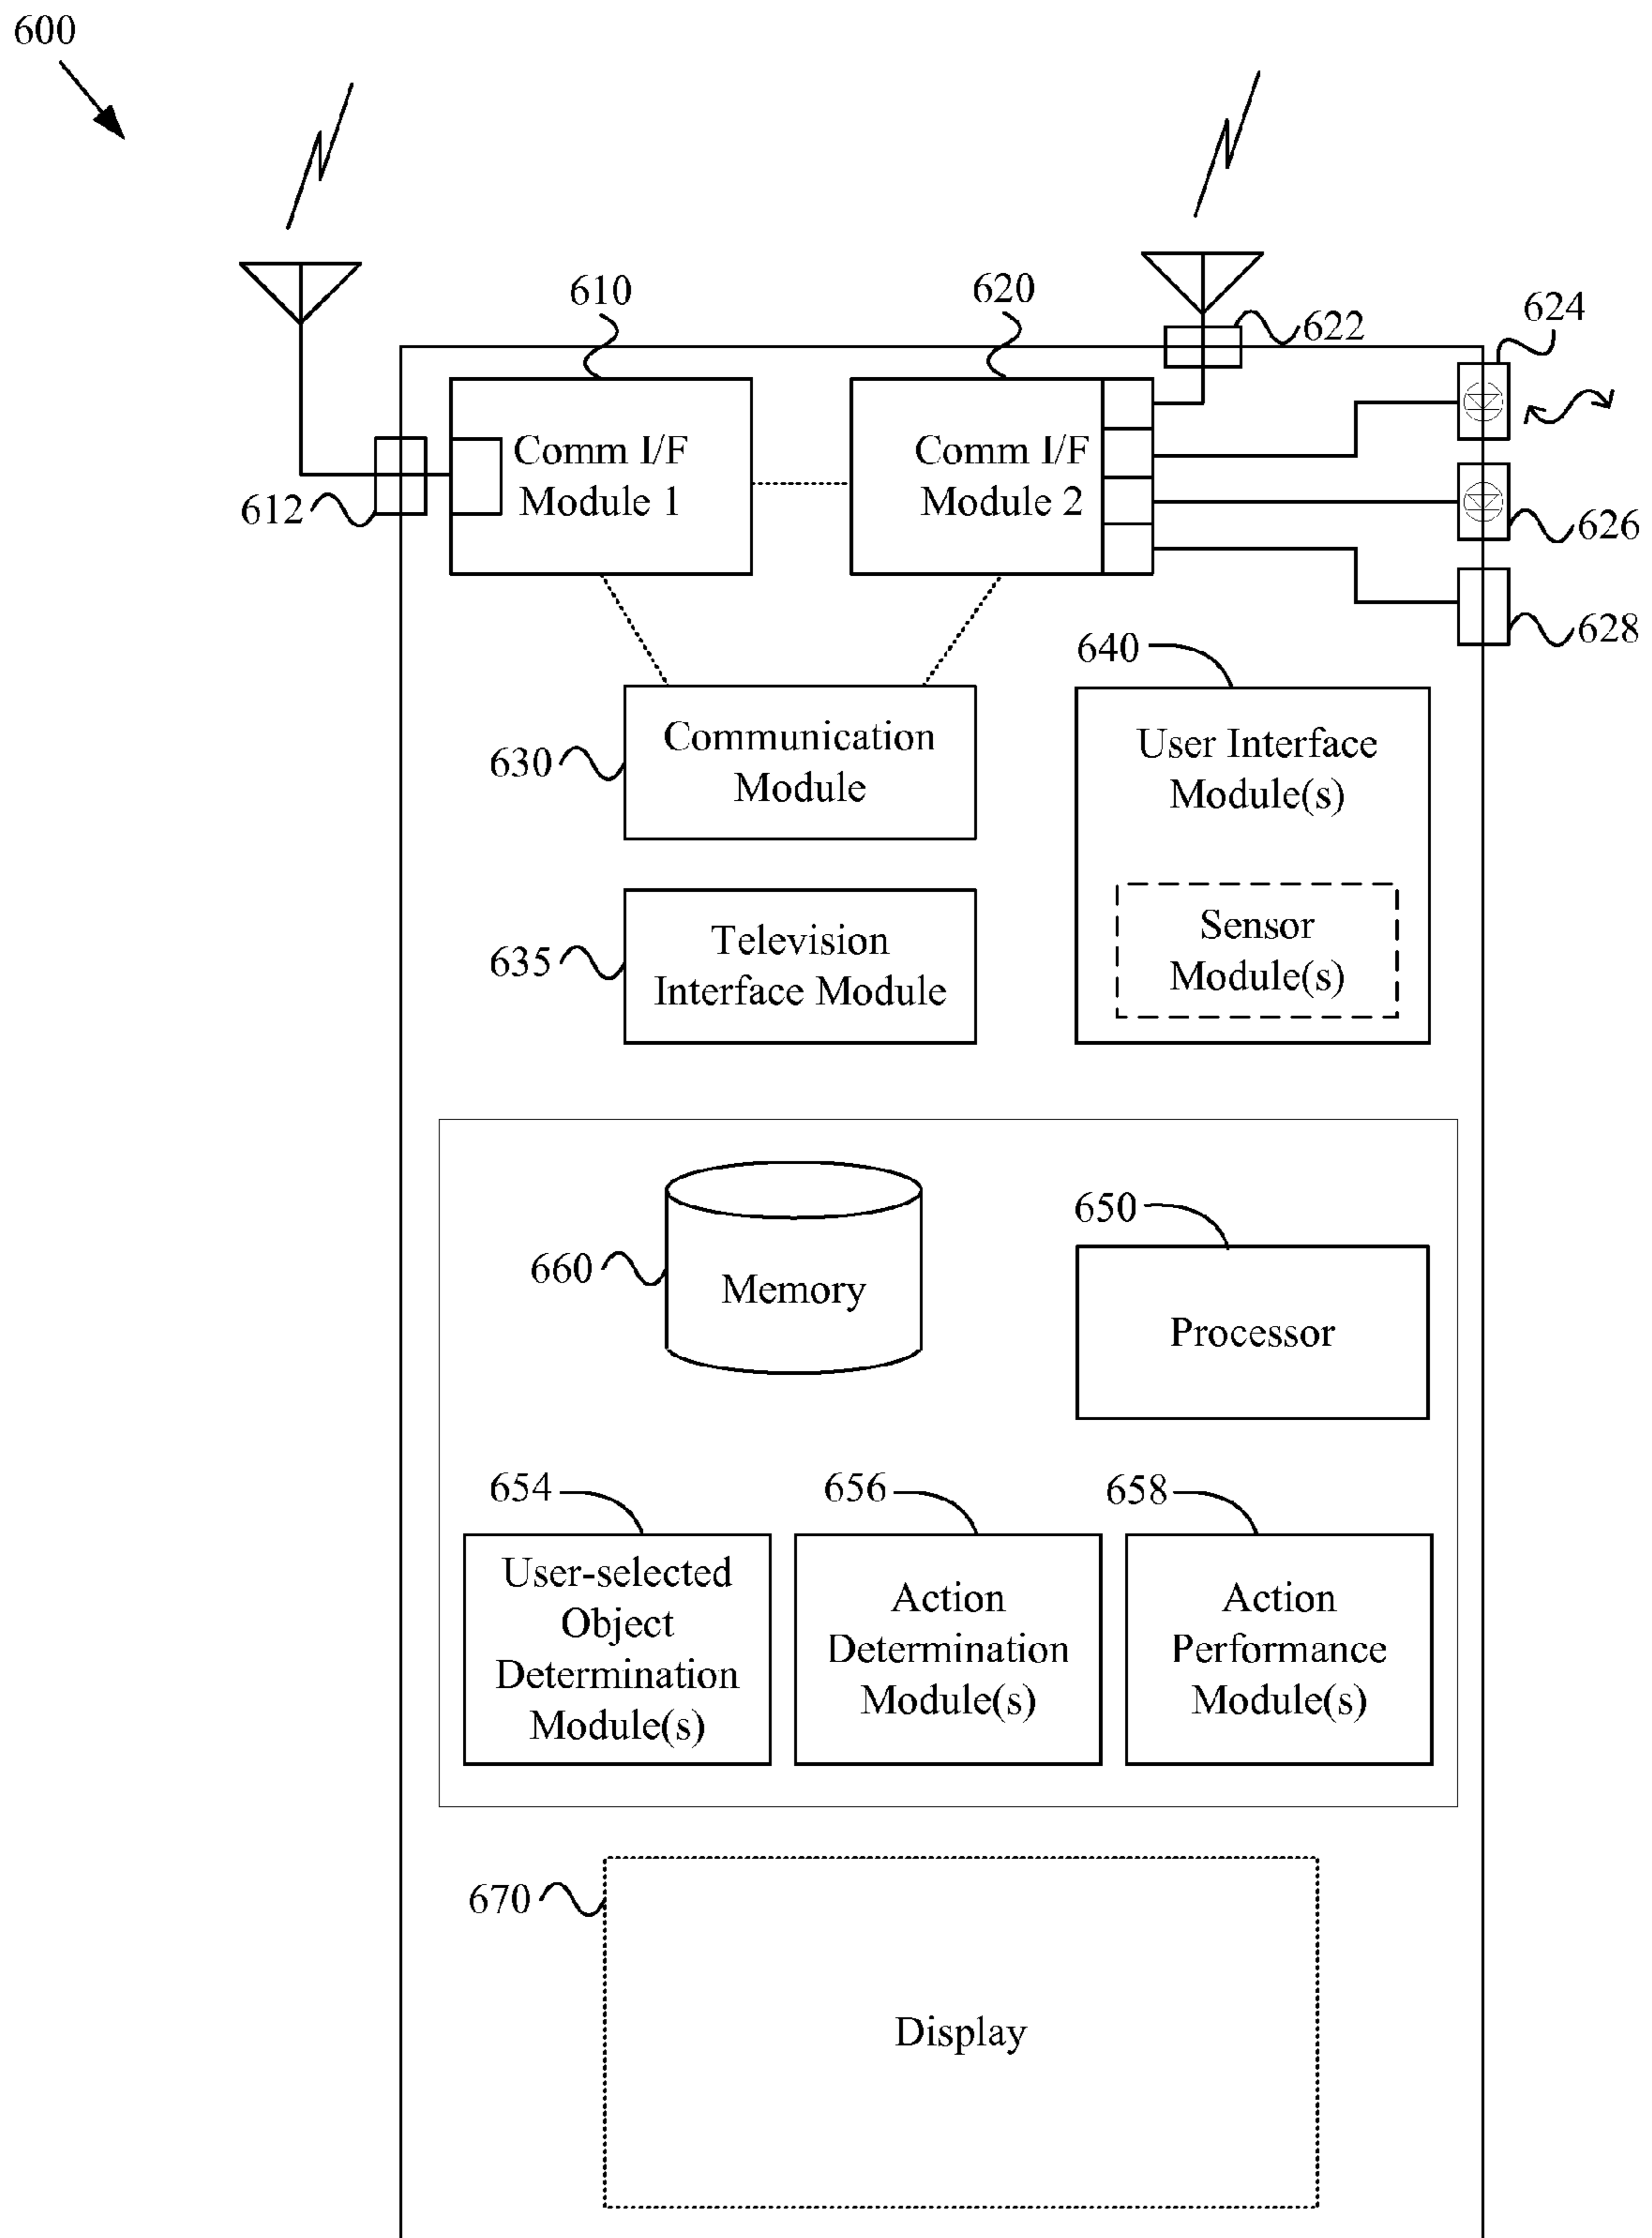 600
610
620
622
624
612
Comm I/F
Module 1
Comm I/F
Module 2
626
628
630
Communication
Module
640
User Interface
Module(s)
Sensor
Module(s)
635
Television
Interface Module
660
Memory
650
Processor
654
User-selected
Object
Determination
Module(s)
656
Action
Determination
Module(s)
658
Action
Performance
Module(s)
670
Display